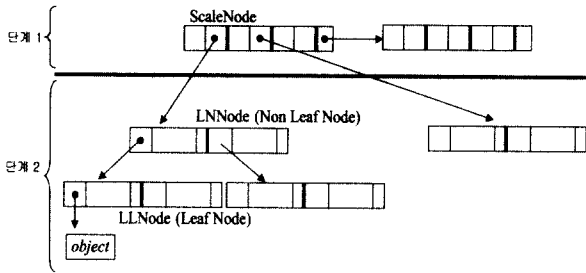 ScaleNode
단계 1
LNNode (Non Leaf Node)
단계 2
LLNode (Leaf Node)
object